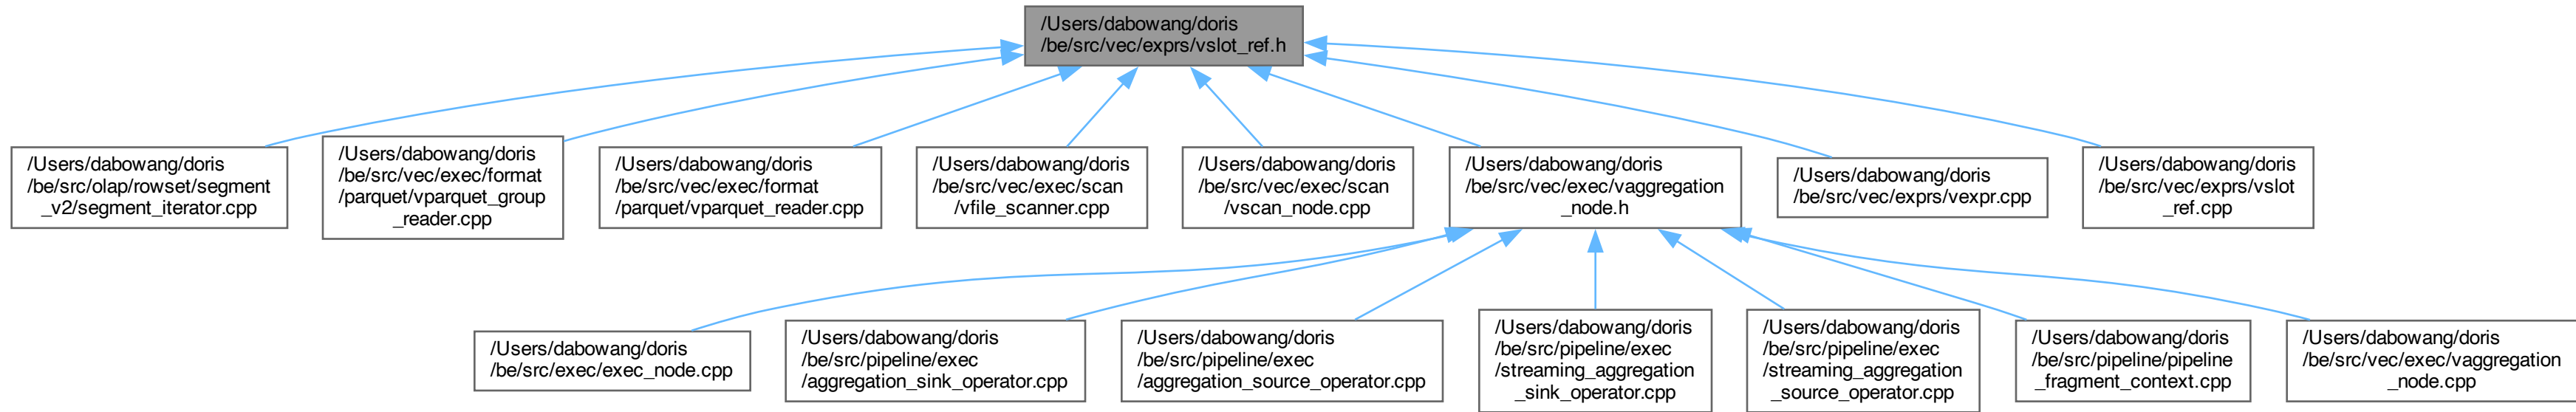 /Users/dabowang/doris
/be/src/vec/exprs/vslot_ref.h
/Users/dabowang/doris
/be/src/olap/rowset/segment
_v2/segment_iterator.cpp
/Users/dabowang/doris
/be/src/vec/exec/format
/parquet/vparquet_group
_reader.cpp
/Users/dabowang/doris
/be/src/vec/exec/format
/parquet/vparquet_reader.cpp
/Users/dabowang/doris
/be/src/vec/exec/scan
/vfile_scanner.cpp
/Users/dabowang/doris
/be/src/vec/exec/scan
/vscan_node.cpp
/Users/dabowang/doris
/be/src/vec/exec/vaggregation
_node.h
/Users/dabowang/doris
/be/src/vec/exprs/vexpr.cpp
/Users/dabowang/doris
/be/src/vec/exprs/vslot
_ref.cpp
/Users/dabowang/doris
/be/src/exec/exec_node.cpp
/Users/dabowang/doris
/be/src/pipeline/exec
/aggregation_sink_operator.cpp
/Users/dabowang/doris
/be/src/pipeline/exec
/aggregation_source_operator.cpp
/Users/dabowang/doris
/be/src/pipeline/exec
/streaming_aggregation
_sink_operator.cpp
/Users/dabowang/doris
/be/src/pipeline/exec
/streaming_aggregation
_source_operator.cpp
/Users/dabowang/doris
/be/src/pipeline/pipeline
_fragment_context.cpp
/Users/dabowang/doris
/be/src/vec/exec/vaggregation
_node.cpp